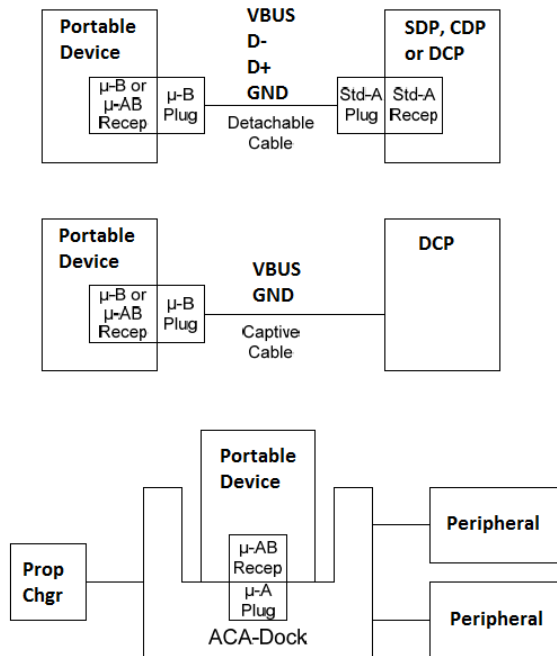 Portable
Device
VBUS
D-
D+
GND
SDP, CDP
or DCP
μ-B or
μ-AB
Recep
μ-B
Plug
Detachable
Cable
Std-A
Plug
Std-A
Recep
Portable
Device
VBUS
GND
DCP
μ-B or
μ-AB
Recep
μ-B
Plug
Captive
Cable
Portable
Device
Prop
Chgr
μ-AB
Recep
μ-A
Plug
ACA-Dock
Peripheral
Peripheral